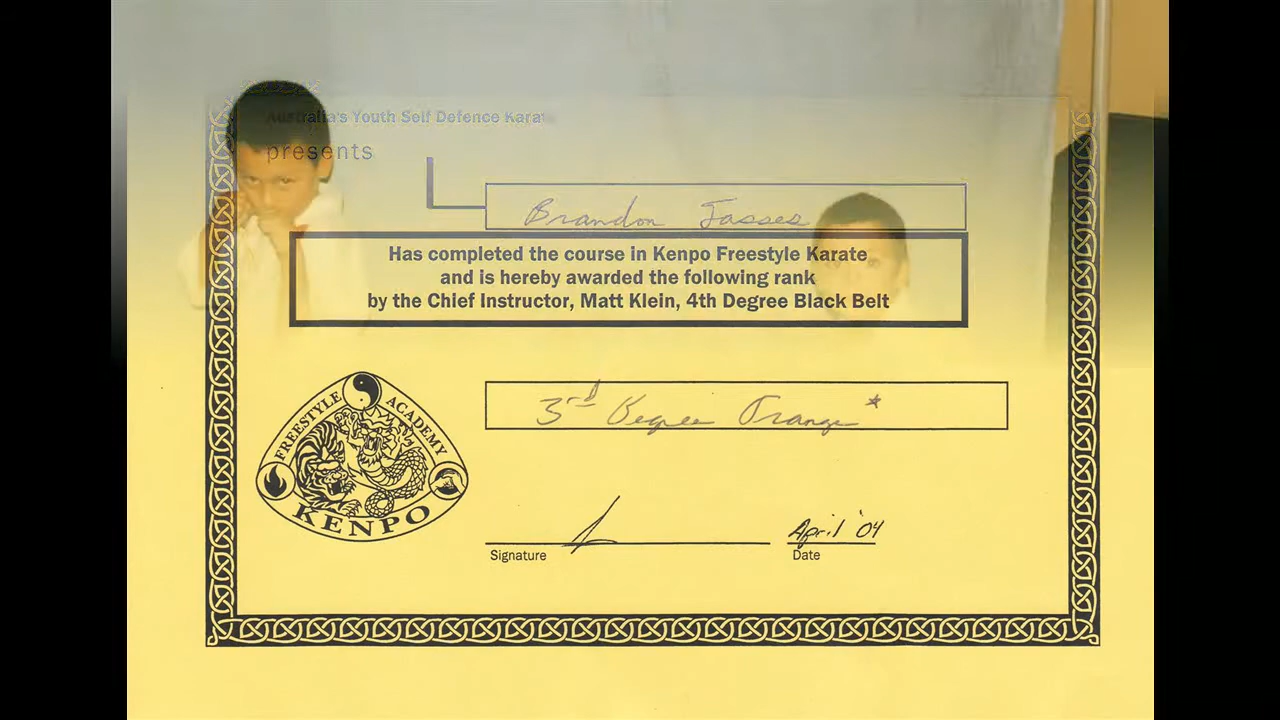 Australia's Youth Self Defence Karate
presents
Brandon Tasses
Has completed the course in Kenpo Freestyle Karate
and is hereby awarded the following rank
by the Chief Instructor, Matt Klein, 4th Degree Black Belt
3rd Degree Orange*
FREESTYLE ACADEMY
KENPO
Signature
April '04
Date